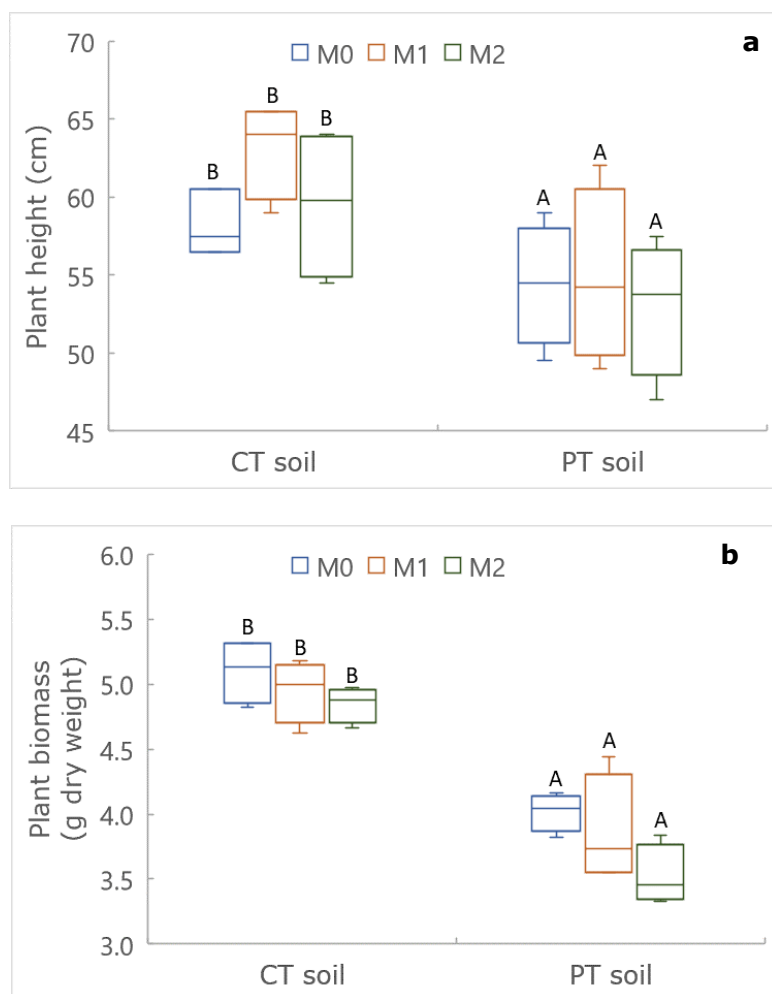 a
M0 M1 M2
Plant height (cm)
70
65
60
55
50
45
B
B
B
A
A
A
CT soil
PT soil
b
M0 M1 M2
Plant biomass
(g dry weight)
6.0
5.5
5.0
4.5
4.0
3.5
3.0
B
B
B
A
A
A
CT soil
PT soil